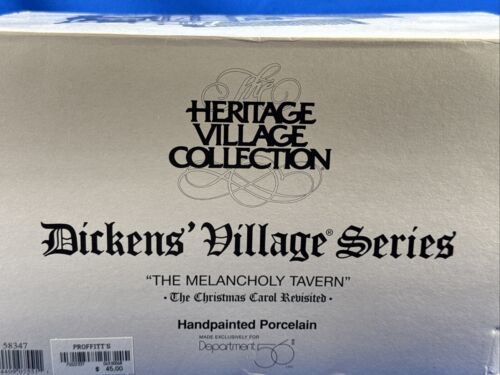 The
HERITAGE
VILLAGE
COLLECTION
Dickens' Village® Series
"THE MELANCHOLY TAVERN"
• The Christmas Carol Revisited •
Handpainted Porcelain
MADE EXCLUSIVELY FOR
Department 56®
58347
PROFFITT'S
$ 45.00